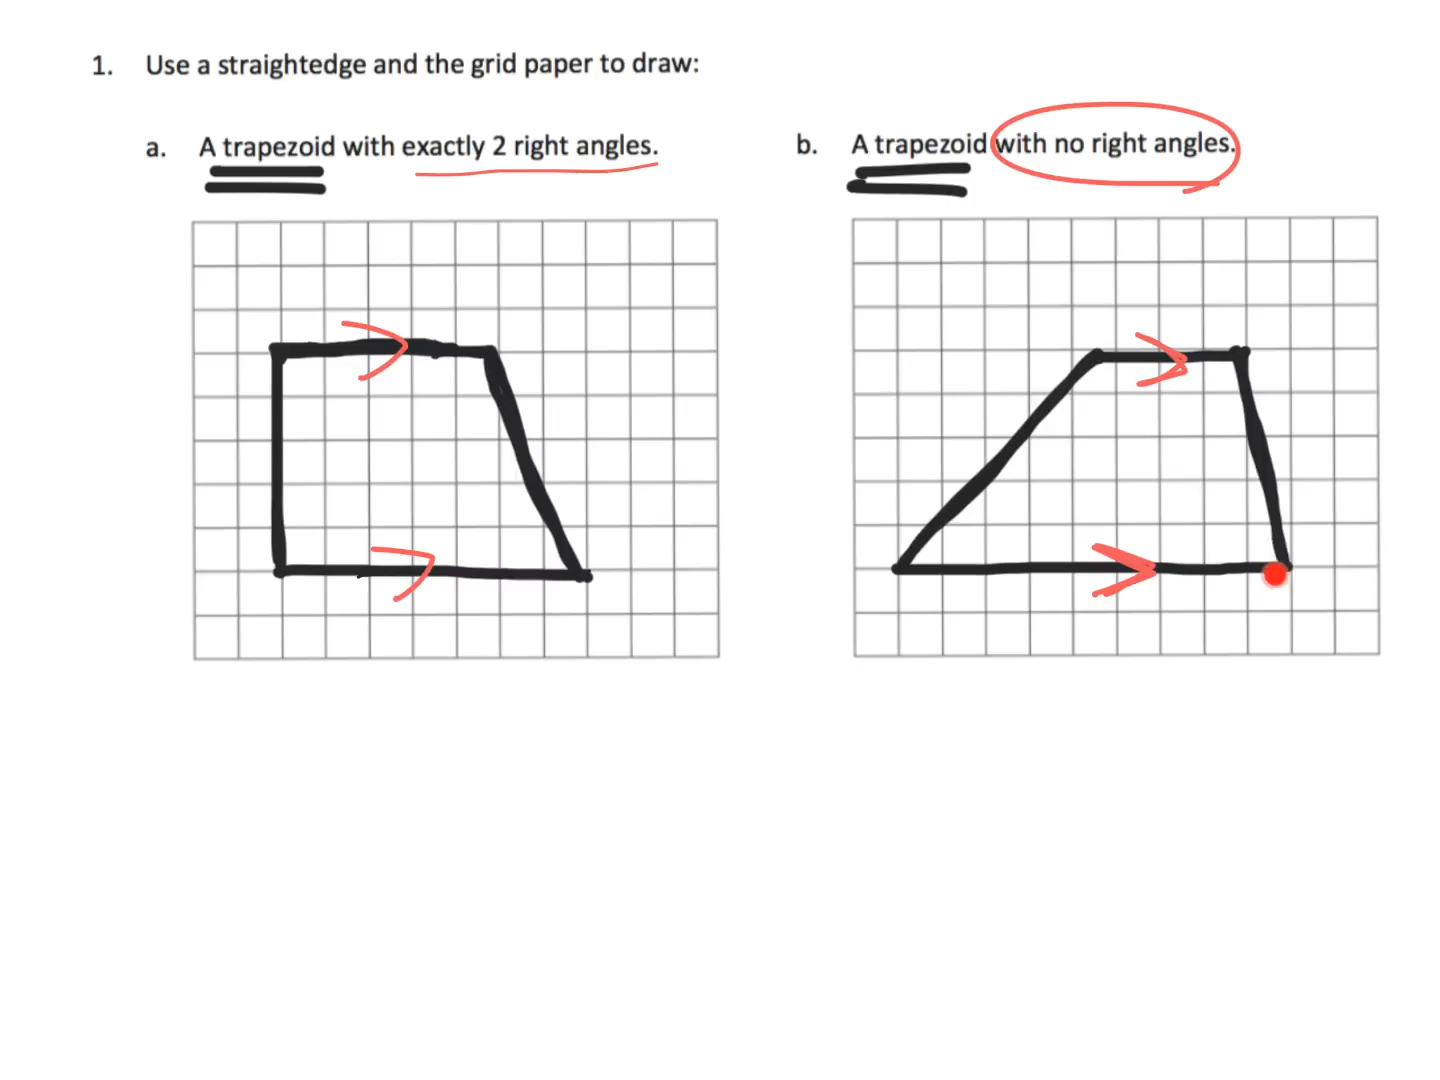 1. Use a straightedge and the grid paper to draw:
a. A trapezoid with exactly 2 right angles.
b. A trapezoid with no right angles.